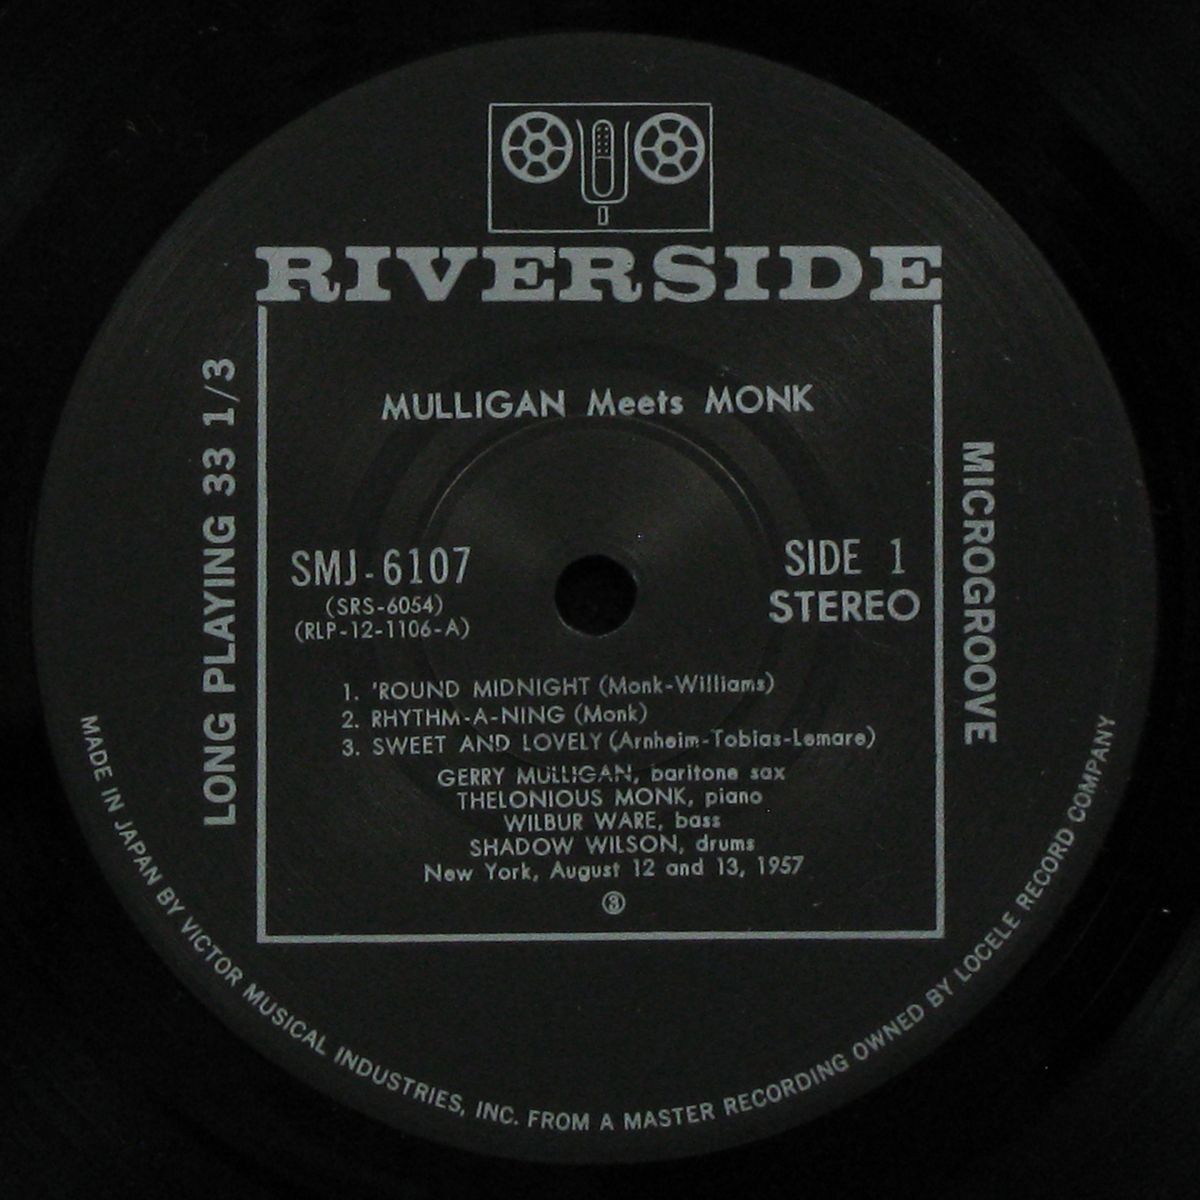 RIVERSIDE
MULLIGAN Meets MONK
LONG PLAYING 33 1/3
MICROGROOVE
SMJ-6107
(SRS-6054)
(RLP-12-1106-A)
SIDE 1
STEREO
1. 'ROUND MIDNIGHT (Monk-Williams)
2. RHYTHM-A-NING (Monk)
3. SWEET AND LOVELY (Arnheim-Tobias-Lemare)
GERRY MULLIGAN, baritone sax
THELONIOUS MONK, piano
WILBUR WARE, bass
SHADOW WILSON, drums
New York, August 12 and 13, 1957
③
MADE IN JAPAN BY VICTOR MUSICAL INDUSTRIES, INC. FROM A MASTER RECORDING OWNED BY LOCELE RECORD COMPANY